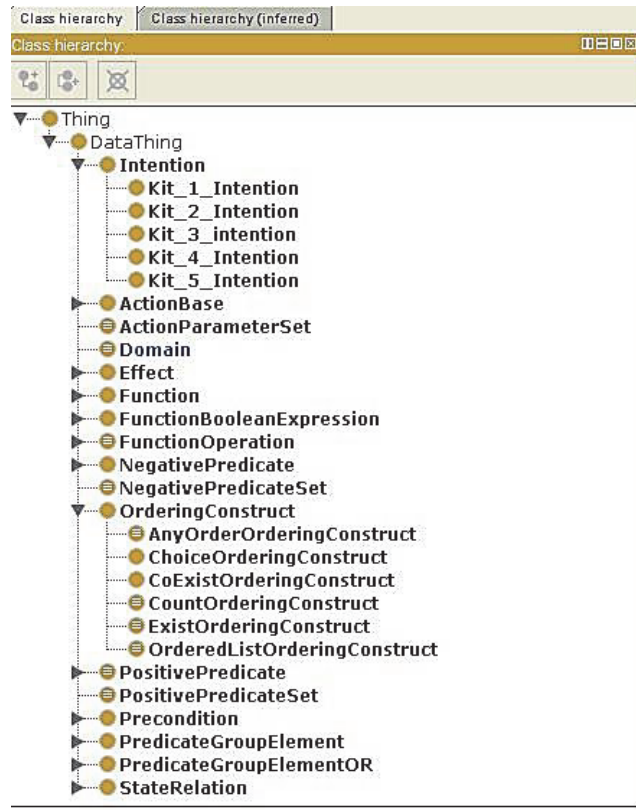 Class hierarchy Class hierarchy (inferred)
Class hierarchy:
Thing
DataThing
Intention
Kit_1_Intention
Kit_2_Intention
Kit_3_intention
Kit_4_Intention
Kit_5_Intention
ActionBase
ActionParameterSet
Domain
Effect
Function
FunctionBooleanExpression
FunctionOperation
NegativePredicate
NegativePredicateSet
OrderingConstruct
AnyOrderOrderingConstruct
ChoiceOrderingConstruct
CoExistOrderingConstruct
CountOrderingConstruct
ExistOrderingConstruct
OrderedListOrderingConstruct
PositivePredicate
PositivePredicateSet
Precondition
PredicateGroupElement
PredicateGroupElementOR
StateRelation